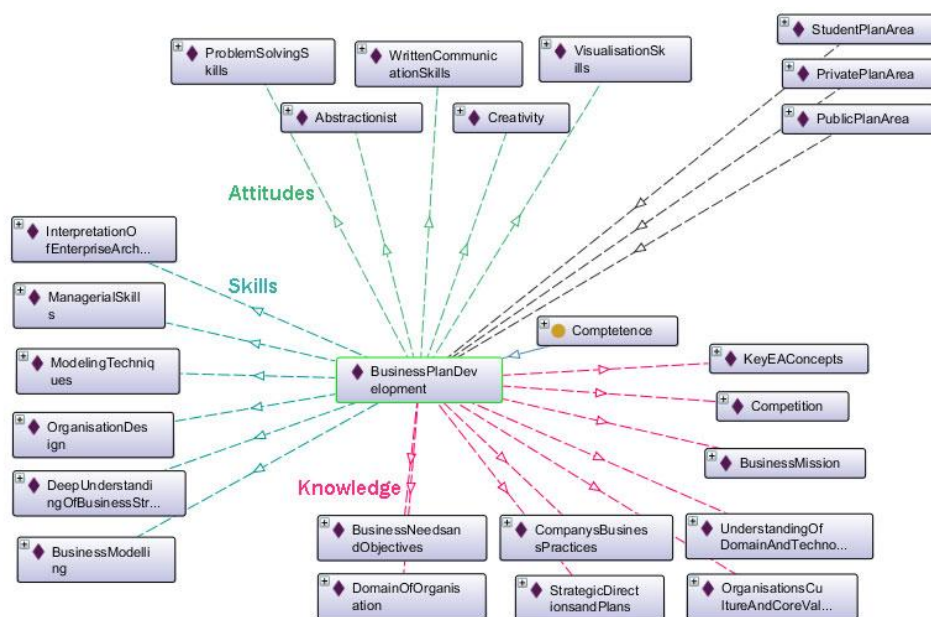 StudentPlanArea
ProblemSolvingS
kills
WrittenCommunic
ationSkills
VisualisationSk
ills
PrivatePlanArea
Abstractionist
Creativity
PublicPlanArea
Attitudes
InterpretationO
fEnterpriseArch...
Skills
ManagerialSkill
s
Comptetence
ModelingTechniq
ues
BusinessPlanDev
elopment
KeyEAConcepts
Competition
OrganisationDes
ign
BusinessMission
DeepUnderstandi
ngOfBusinessStr...
Knowledge
BusinessModelli
ng
BusinessNeedsan
dObjectives
CompanysBusines
sPractices
UnderstandingOf
DomainAndTechno...
DomainOfOrganis
ation
StrategicDirect
ionsandPlans
OrganisationsCu
ltureAndCoreVal...